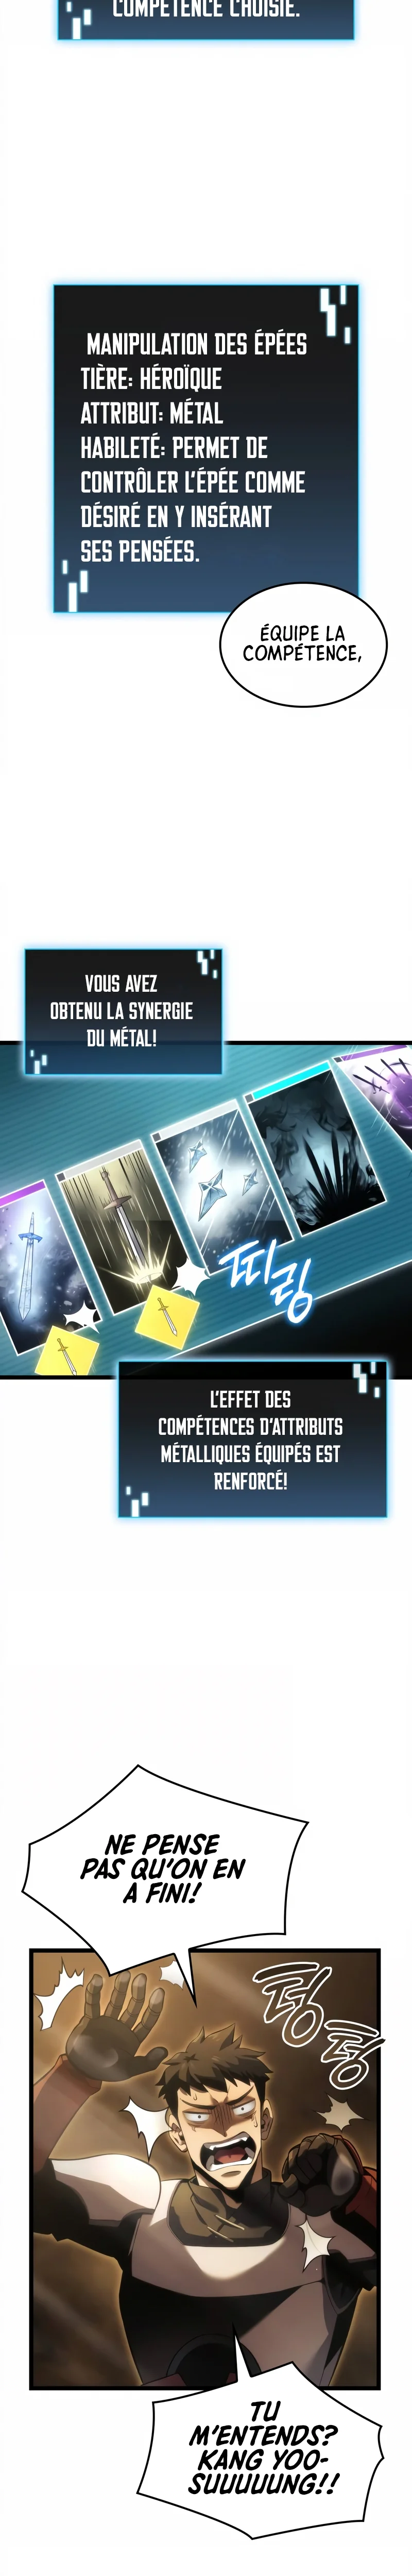 COMPÉTENCE CHOISIE.
MANIPULATION DES ÉPÉES
TIÈRE: HÉROÏQUE
ATTRIBUT: MÉTAL
HABILETÉ: PERMET DE
CONTRÔLER L'ÉPÉE COMME
DÉSIRÉ EN Y INSÉRANT
SES PENSÉES.
ÉQUIPE LA
COMPÉTENCE,
VOUS AVEZ
OBTENU LA SYNERGIE
DU MÉTAL!
띠링
L'EFFET DES
COMPÉTENCES D'ATTRIBUTS
MÉTALLIQUES ÉQUIPÉS EST
RENFORCÉ!
NE PENSE
PAS QU'ON EN
A FINI!
텅
텅
TU
M'ENTENDS?
KANG YOO-
SUUUUUNG!!